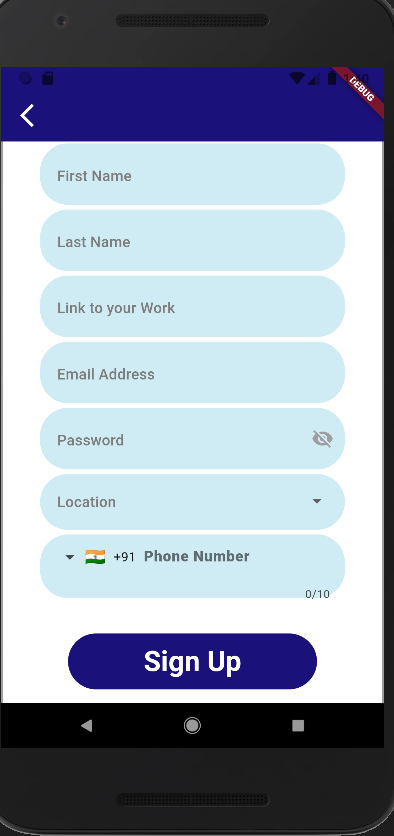 DEBUG
First Name
Last Name
Link to your Work
Email Address
Password
Location
+91 Phone Number
0/10
Sign Up